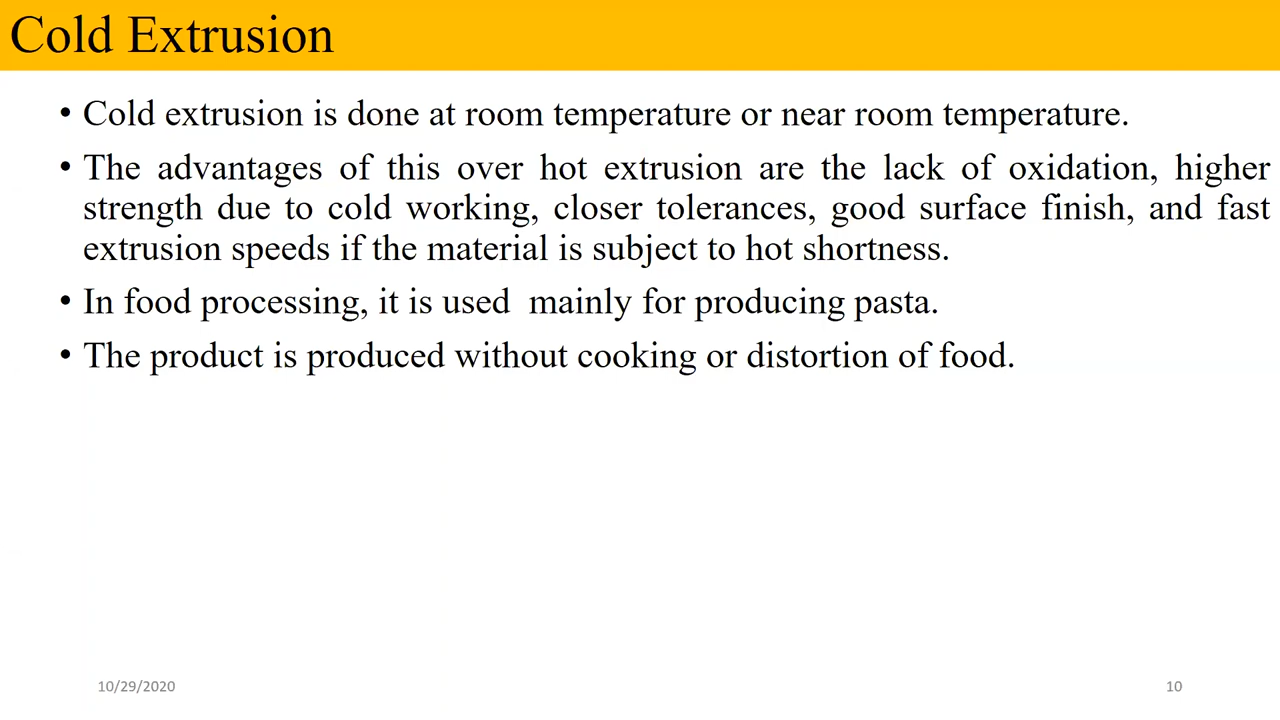 Cold Extrusion
• Cold extrusion is done at room temperature or near room temperature.
• The advantages of this over hot extrusion are the lack of oxidation, higher
strength due to cold working, closer tolerances, good surface finish, and fast
extrusion speeds if the material is subject to hot shortness.
• In food processing, it is used  mainly for producing pasta.
• The product is produced without cooking or distortion of food.
10/29/2020
10